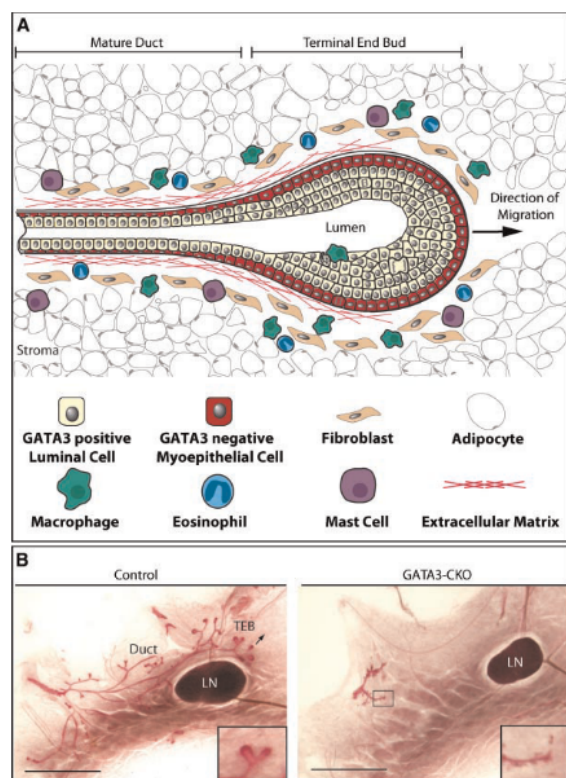 A
Mature Duct Terminal End Bud
Direction of
Migration
Lumen
Stroma
GATA3 positive
Luminal Cell
GATA3 negative
Myoepithelial Cell
Fibroblast
Adipocyte
Macrophage
Eosinophil
Mast Cell
Extracellular Matrix
B
Control GATA3-CKO
TEB
Duct
LN
LN